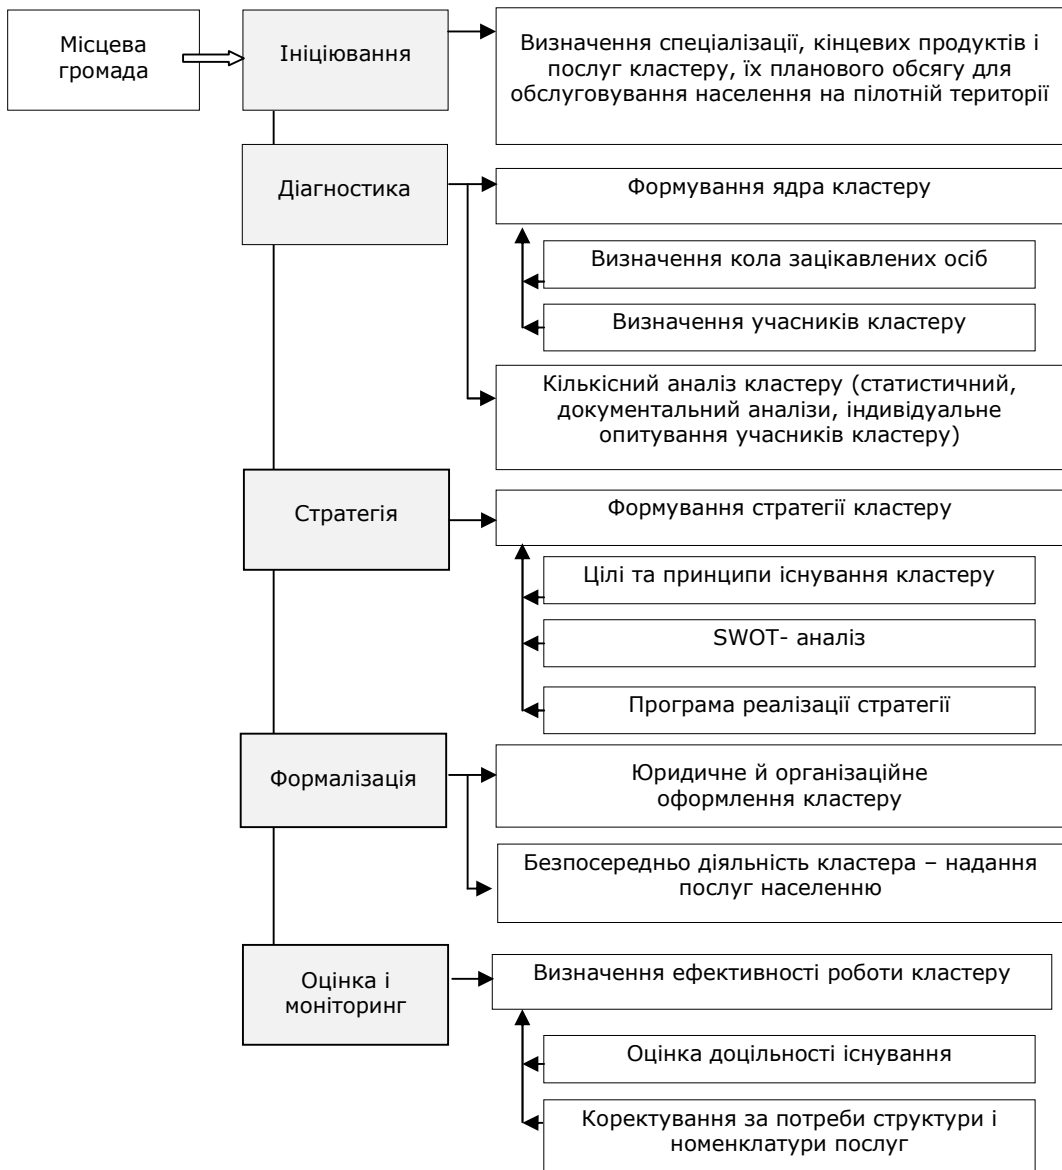 Місцева
громада
Ініціювання
Визначення спеціалізації, кінцевих продуктів і
послуг кластеру, їх планового обсягу для
обслуговування населення на пілотній території
Діагностика
Формування ядра кластеру
Визначення кола зацікавлених осіб
Визначення учасників кластеру
Кількісний аналіз кластеру (статистичний,
документальний аналізи, індивідуальне
опитування учасників кластеру)
Стратегія
Формування стратегії кластеру
Цілі та принципи існування кластеру
SWOT- аналіз
Програма реалізації стратегії
Формалізація
Юридичне й організаційне
оформлення кластеру
Безпосередньо діяльність кластера – надання
послуг населенню
Оцінка і
моніторинг
Визначення ефективності роботи кластеру
Оцінка доцільності існування
Коректування за потреби структури і
номенклатури послуг